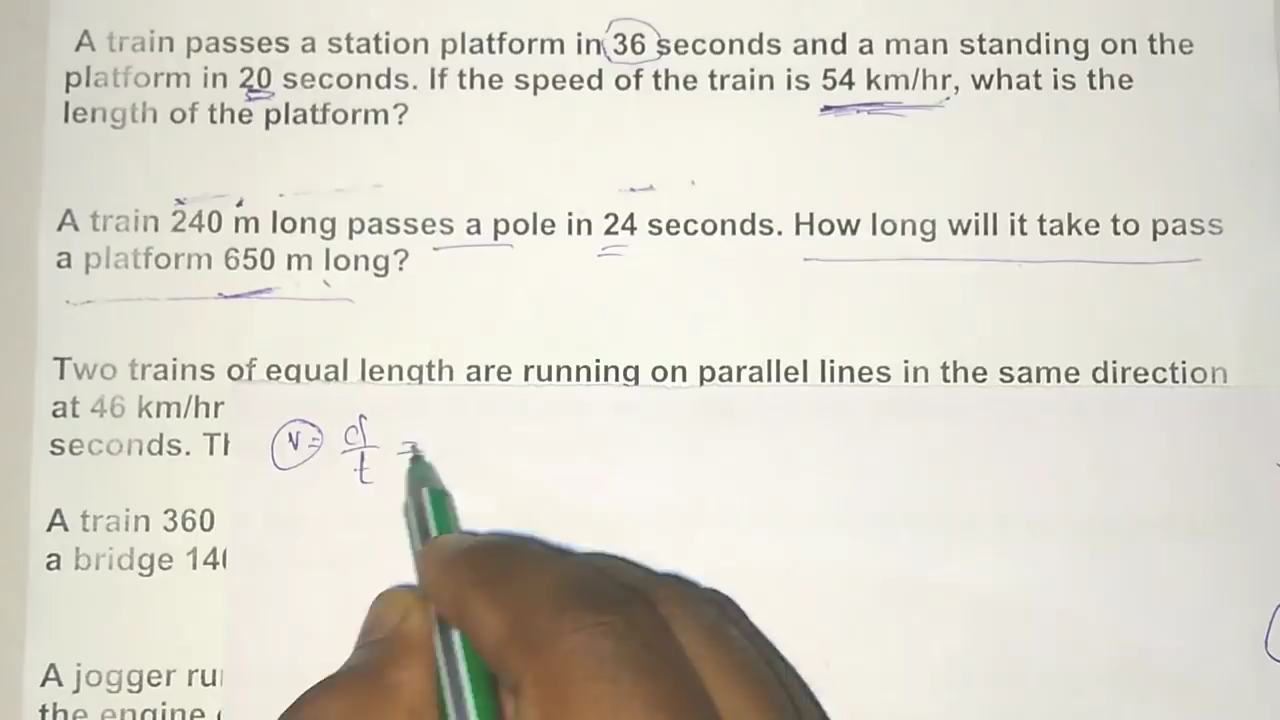 A train passes a station platform in 36 seconds and a man standing on the
platform in 20 seconds. If the speed of the train is 54 km/hr, what is the
length of the platform?
A train 240 m long passes a pole in 24 seconds. How long will it take to pass
a platform 650 m long?
Two trains of equal length are running on parallel lines in the same direction
at 46 km/hr
seconds. Th
V = d/t =
A train 360
a bridge 140
A jogger ru
the engine